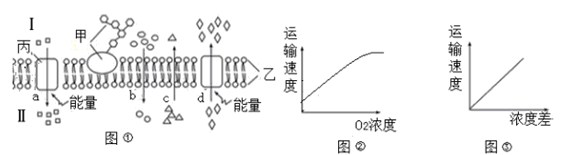 Ⅰ
甲
丙
乙
a
能量
b
c
d
能量
Ⅱ
图①
运输速度
O₂浓度
图②
运输速度
浓度差
图③